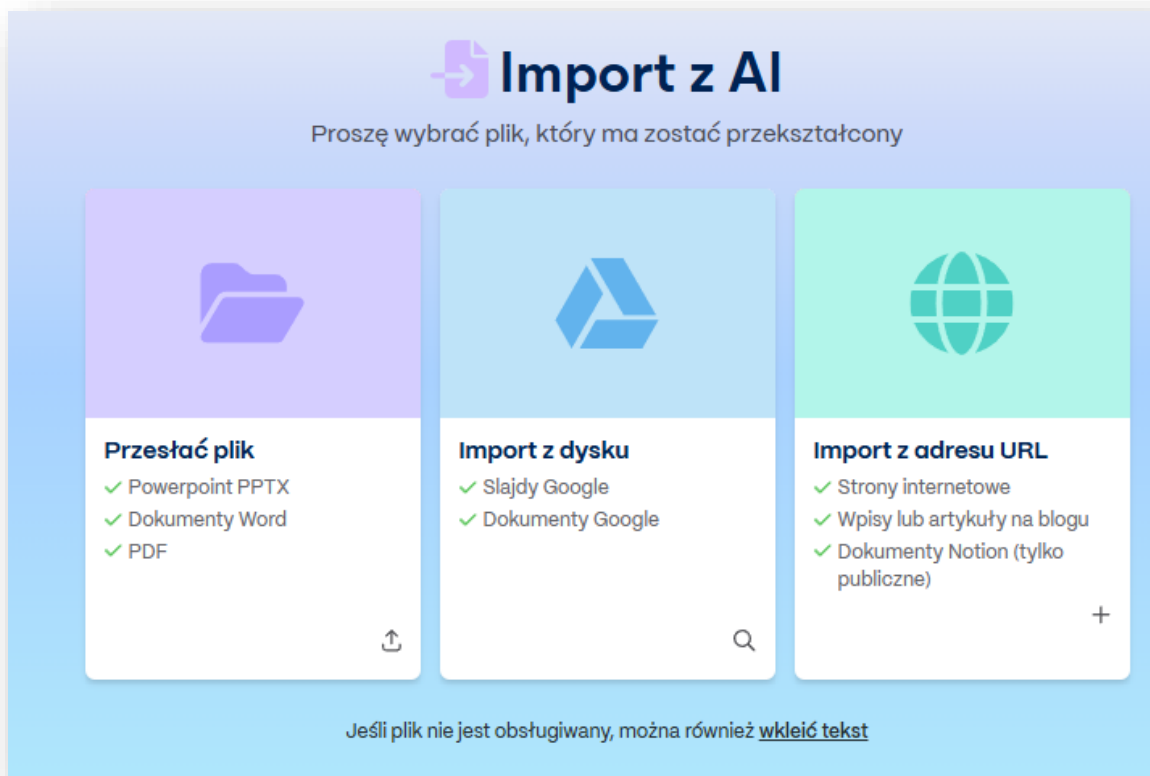 Import z AI
Proszę wybrać plik, który ma zostać przekształcony
Przesłać plik
Powerpoint PPTX
Dokumenty Word
PDF
Import z dysku
Slajdy Google
Dokumenty Google
Import z adresu URL
Strony internetowe
Wpisy lub artykuły na blogu
Dokumenty Notion (tylko
publiczne)
Jeśli plik nie jest obsługiwany, można również wkleić tekst